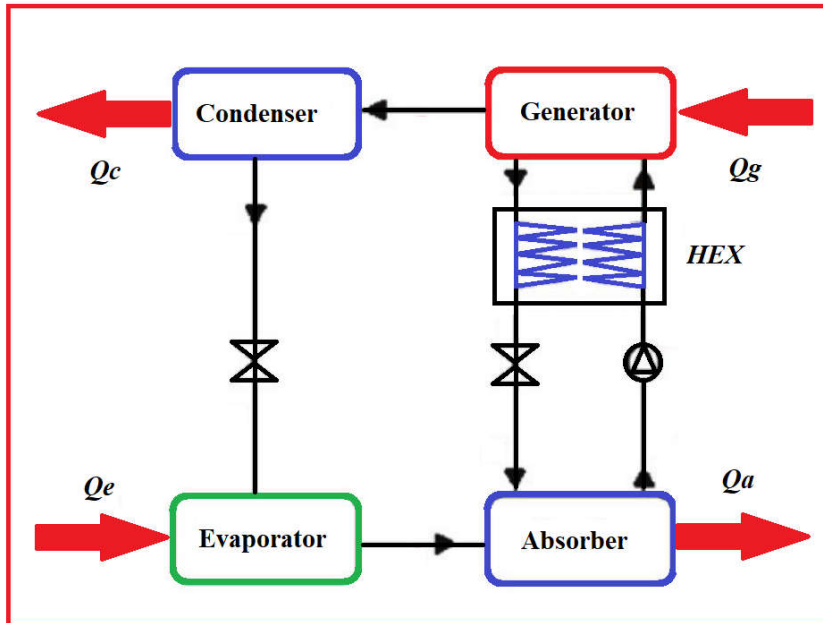 Condenser
Generator
Qc
Qg
HEX
Qe
Qa
Evaporator
Absorber